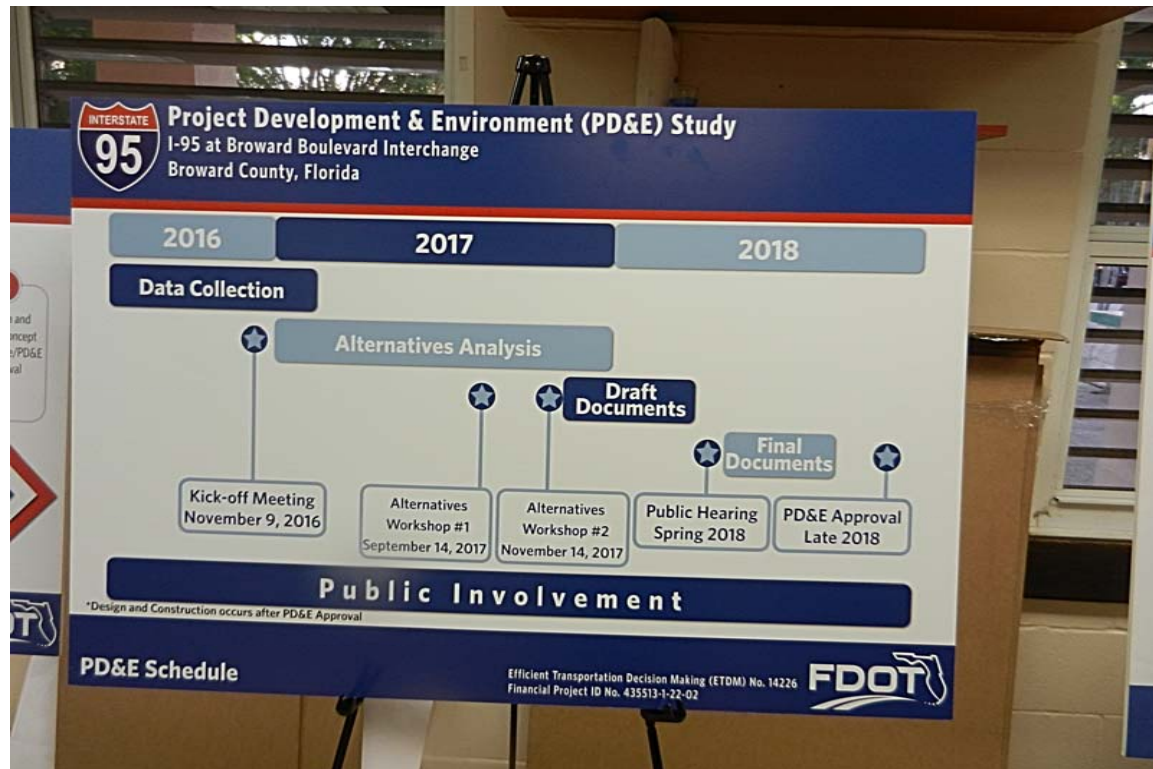 INTERSTATE
95
Project Development & Environment (PD&E) Study
I-95 at Broward Boulevard Interchange
Broward County, Florida
2016
2017
2018
Data Collection
Alternatives Analysis
Draft
Documents
Final
Documents
Kick-off Meeting
November 9, 2016
Alternatives
Workshop #1
September 14, 2017
Alternatives
Workshop #2
November 14, 2017
Public Hearing
Spring 2018
PD&E Approval
Late 2018
Public Involvement
*Design and Construction occurs after PD&E Approval
PD&E Schedule
Efficient Transportation Decision Making (ETDM) No. 14226
Financial Project ID No. 435513-1-22-02
FDOT
and
/PD&E